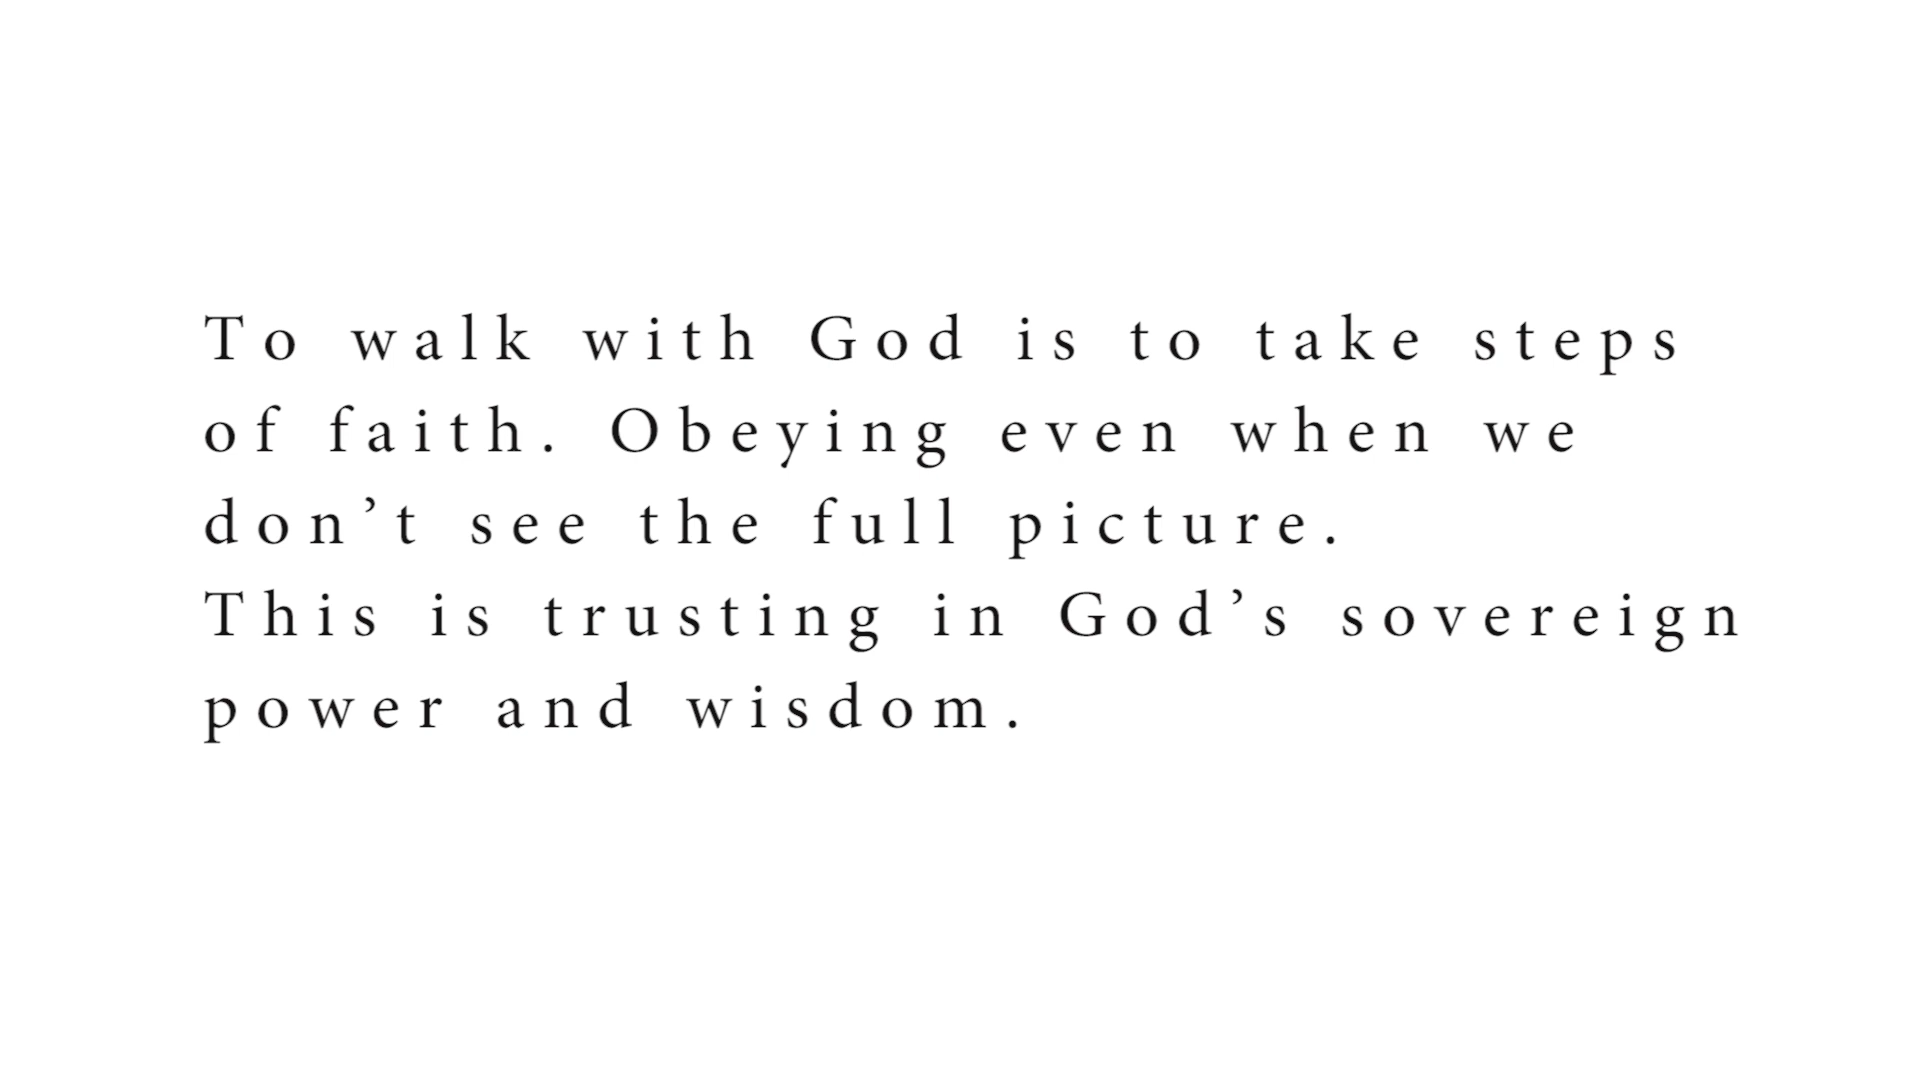 To walk with God is to take steps
of faith. Obeying even when we
don’t see the full picture.
This is trusting in God’s sovereign
power and wisdom.